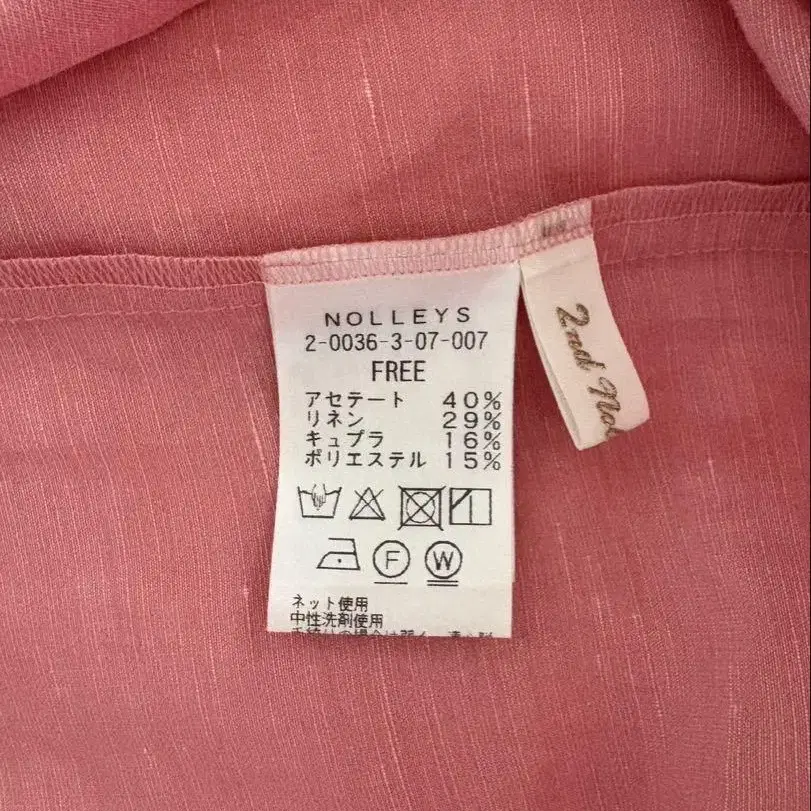 NOLLEYS
2-0036-3-07-007
FREE
アセテート 40%
リネン 29%
キュプラ 16%
ポリエステル 15%
F W
ネット使用
中性洗剤使用
2nd